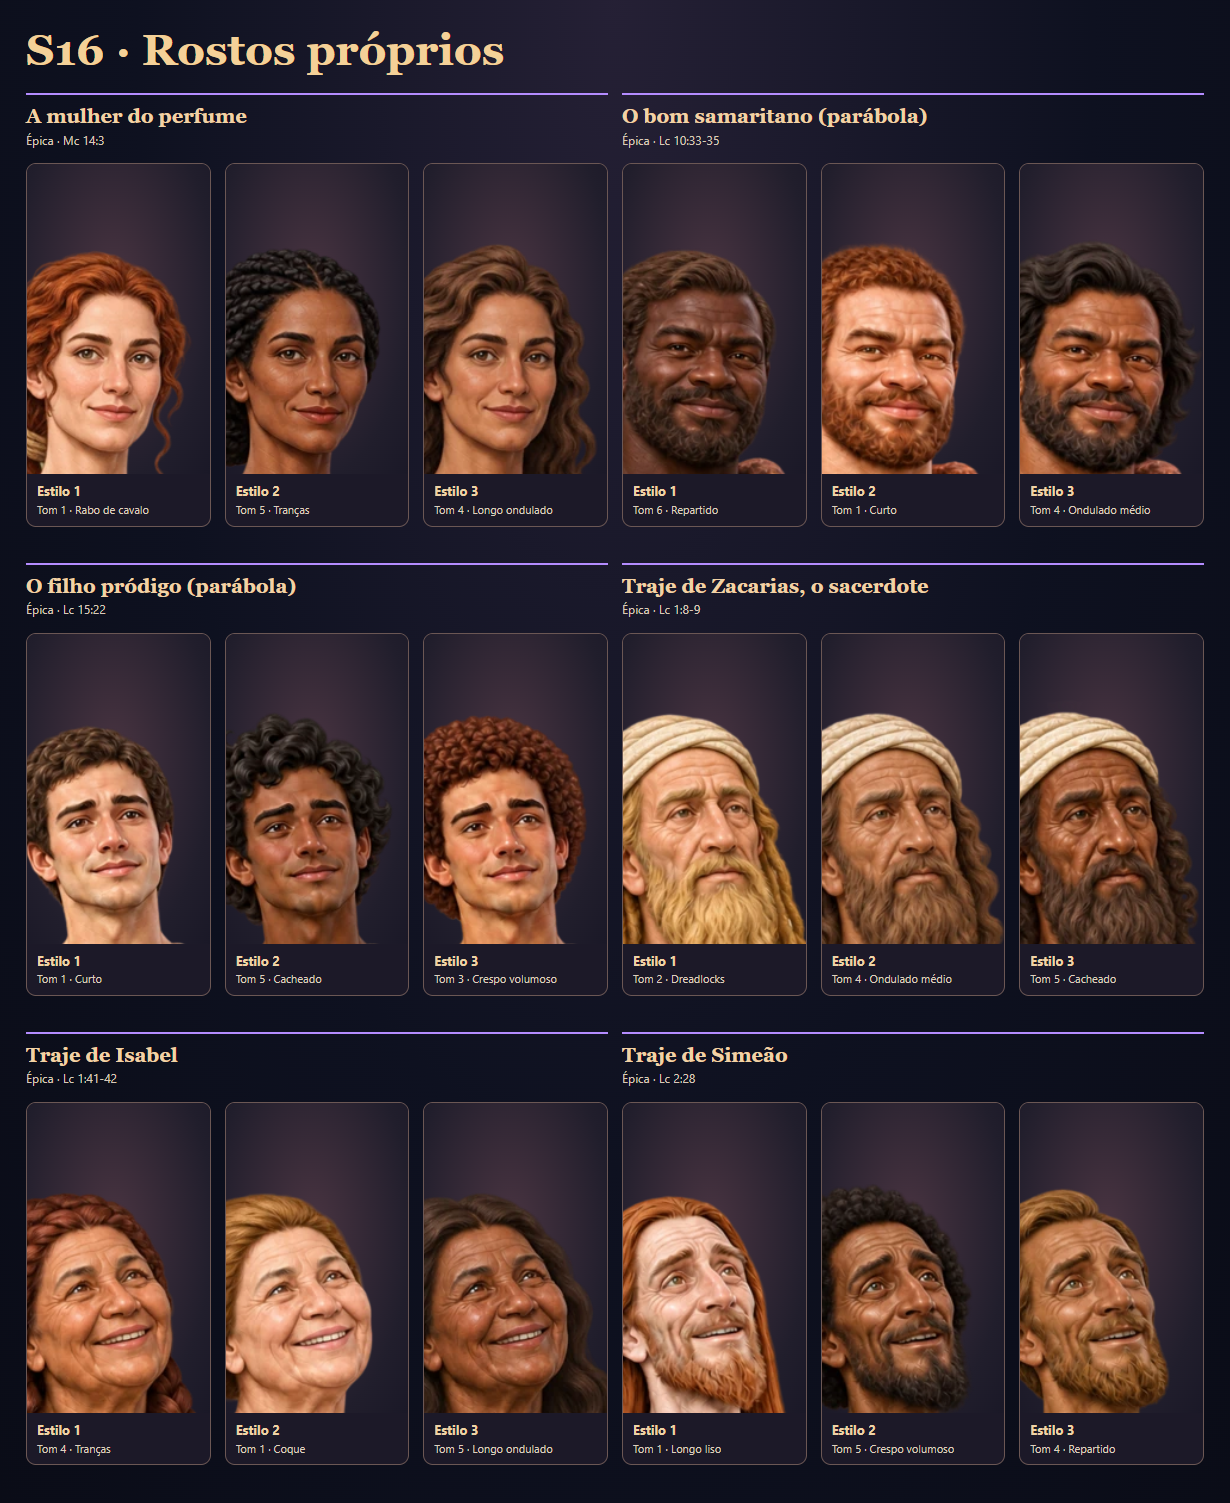 S16 · Rostos próprios
A mulher do perfume
Épica · Mc 14:3
Estilo 1
Tom 1 · Rabo de cavalo
Estilo 2
Tom 5 · Tranças
Estilo 3
Tom 4 · Longo ondulado
O bom samaritano (parábola)
Épica · Lc 10:33-35
Estilo 1
Tom 6 · Repartido
Estilo 2
Tom 1 · Curto
Estilo 3
Tom 4 · Ondulado médio
O filho pródigo (parábola)
Épica · Lc 15:22
Estilo 1
Tom 1 · Curto
Estilo 2
Tom 5 · Cacheado
Estilo 3
Tom 3 · Crespo volumoso
Traje de Zacarias, o sacerdote
Épica · Lc 1:8-9
Estilo 1
Tom 2 · Dreadlocks
Estilo 2
Tom 4 · Ondulado médio
Estilo 3
Tom 5 · Cacheado
Traje de Isabel
Épica · Lc 1:41-42
Estilo 1
Tom 4 · Tranças
Estilo 2
Tom 1 · Coque
Estilo 3
Tom 5 · Longo ondulado
Traje de Simeão
Épica · Lc 2:28
Estilo 1
Tom 1 · Longo liso
Estilo 2
Tom 5 · Crespo volumoso
Estilo 3
Tom 4 · Repartido